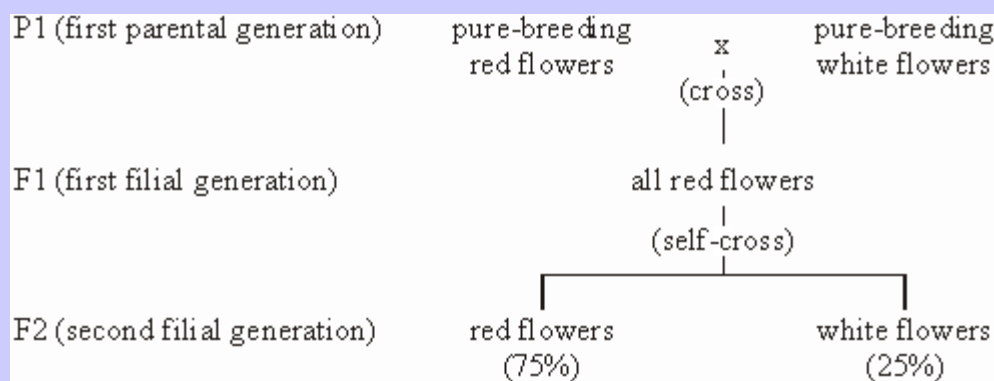 P1 (first parental generation) pure-breeding x pure-breeding
red flowers white flowers
(cross)
F1 (first filial generation) all red flowers
(self-cross)
F2 (second filial generation) red flowers white flowers
(75%) (25%)